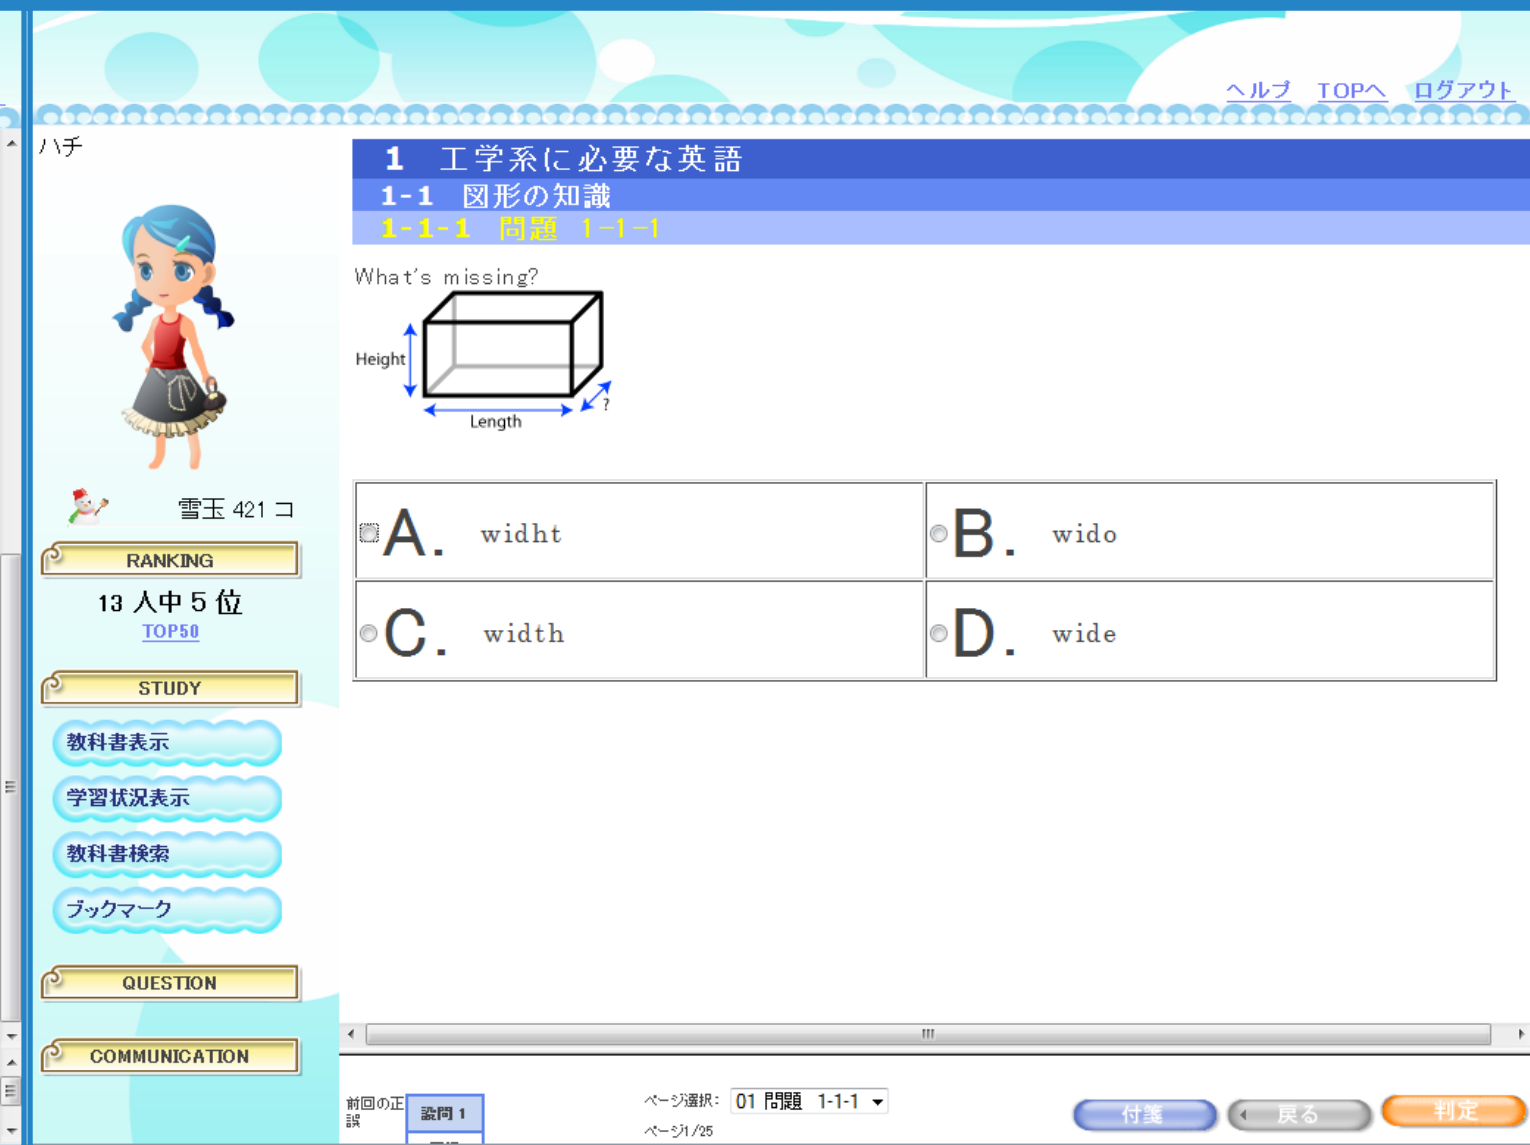 ヘルプ TOPへ ログアウト
ハチ
1 工学系に必要な英語
1-1 図形の知識
1-1-1 問題 1-1-1
What's missing?
Height
Length
?
雪玉 421 コ
RANKING
13 人中 5 位
TOP50
A. widht
B. wido
C. width
D. wide
STUDY
教科書表示
学習状況表示
教科書検索
ブックマーク
QUESTION
COMMUNICATION
前回の正
誤
設問 1
ページ選択: 01 問題 1-1-1
ページ1/25
付箋
戻る
判定